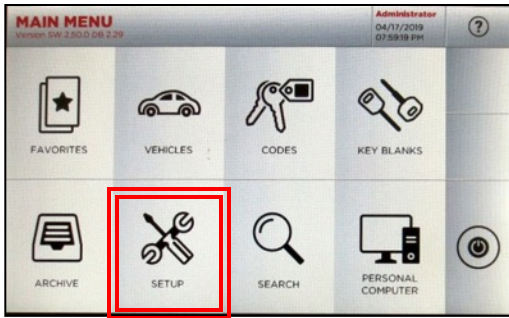 MAIN MENU
Version SW 2.50.0 DB 2.29
Administrator
04/17/2019
07:59:19 PM
?
FAVORITES
VEHICLES
CODES
KEY BLANKS
ARCHIVE
SETUP
SEARCH
PERSONAL
COMPUTER